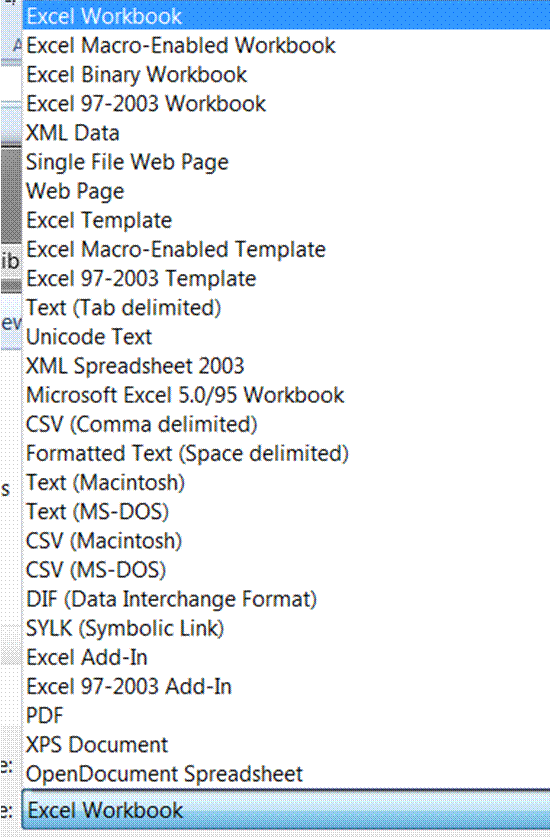 Excel Workbook
Excel Macro-Enabled Workbook
Excel Binary Workbook
Excel 97-2003 Workbook
XML Data
Single File Web Page
Web Page
Excel Template
Excel Macro-Enabled Template
Excel 97-2003 Template
Text (Tab delimited)
Unicode Text
XML Spreadsheet 2003
Microsoft Excel 5.0/95 Workbook
CSV (Comma delimited)
Formatted Text (Space delimited)
Text (Macintosh)
Text (MS-DOS)
CSV (Macintosh)
CSV (MS-DOS)
DIF (Data Interchange Format)
SYLK (Symbolic Link)
Excel Add-In
Excel 97-2003 Add-In
PDF
XPS Document
OpenDocument Spreadsheet
Excel Workbook